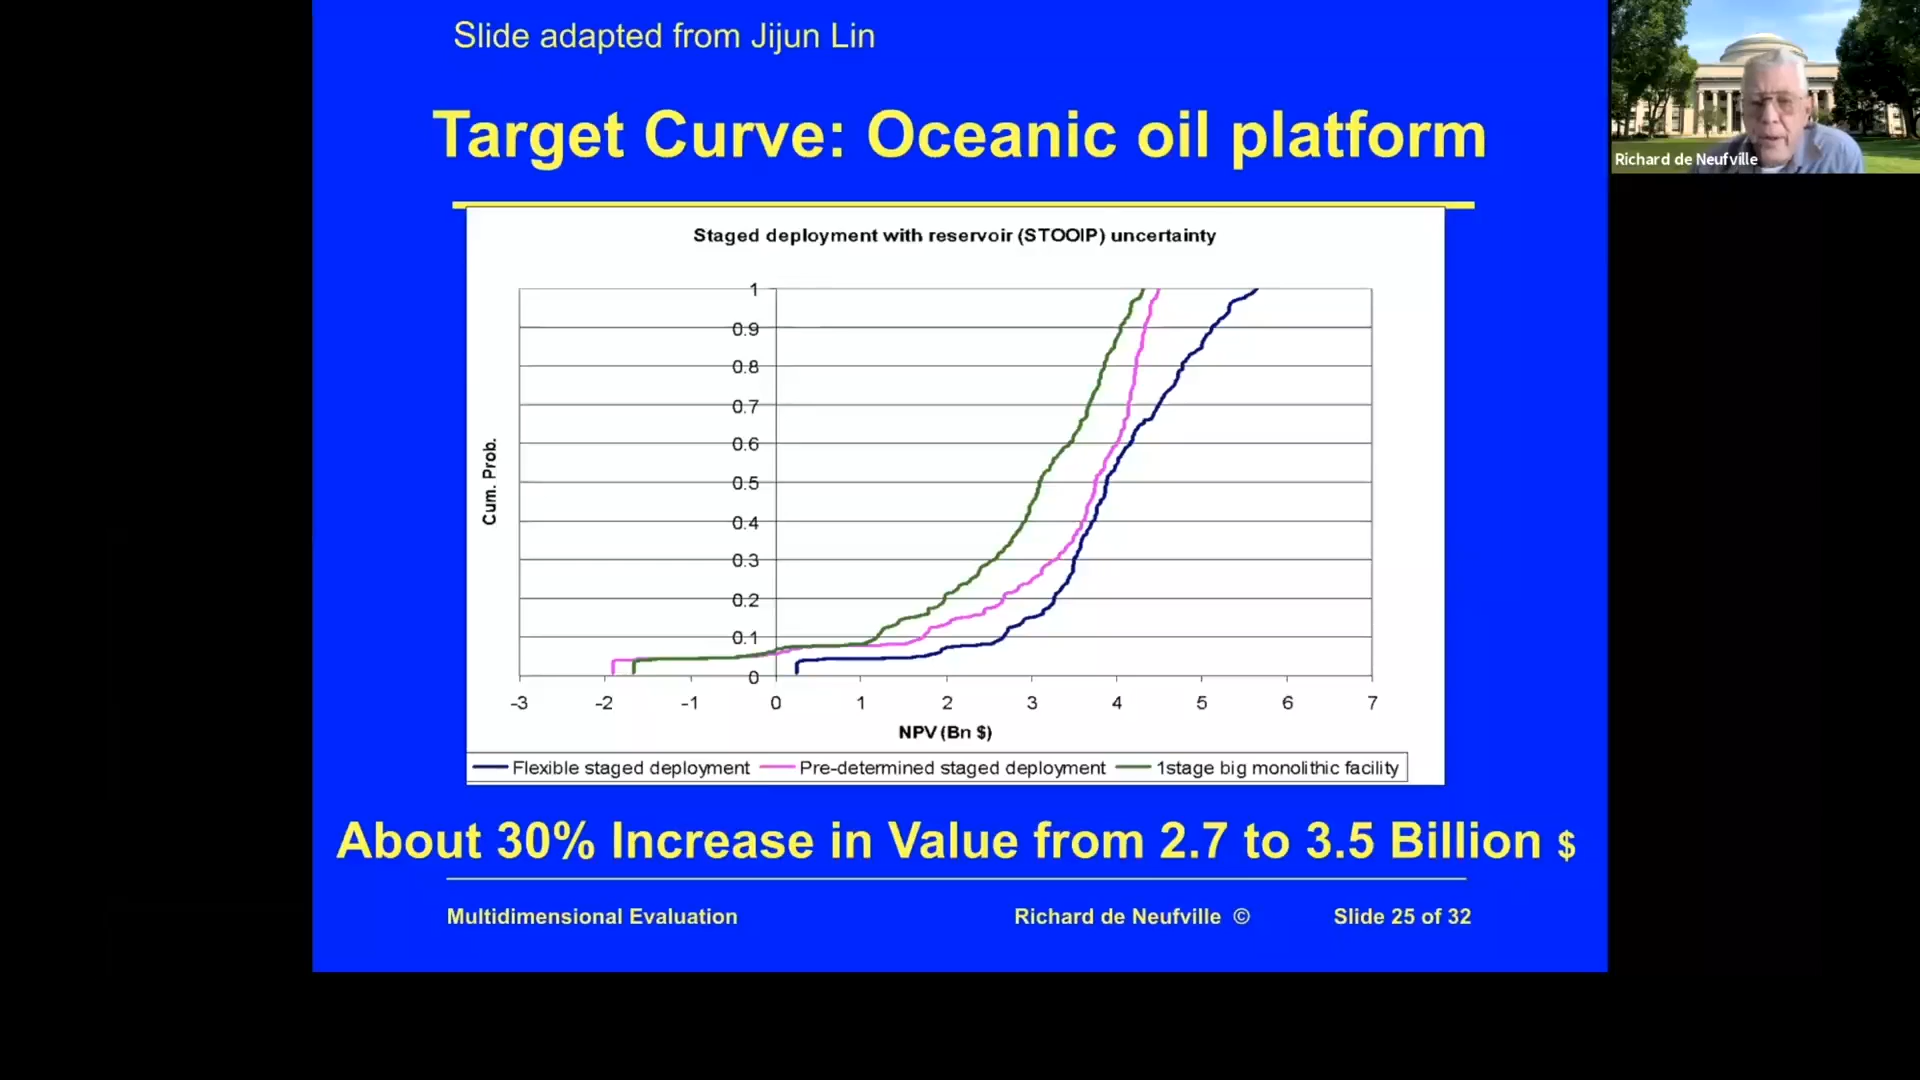 Slide adapted from Jijun Lin
Target Curve: Oceanic oil platform
Richard de Neufville
Staged deployment with reservoir (STOOIP) uncertainty
1
0.9
0.8
0.7
0.6
0.5
0.4
0.3
0.2
0.1
0
Cum. Prob.
-3 -2 -1 0 1 2 3 4 5 6 7
NPV (Bn $)
Flexible staged deployment Pre-determined staged deployment 1stage big monolithic facility
About 30% Increase in Value from 2.7 to 3.5 Billion $
Multidimensional Evaluation Richard de Neufville © Slide 25 of 32